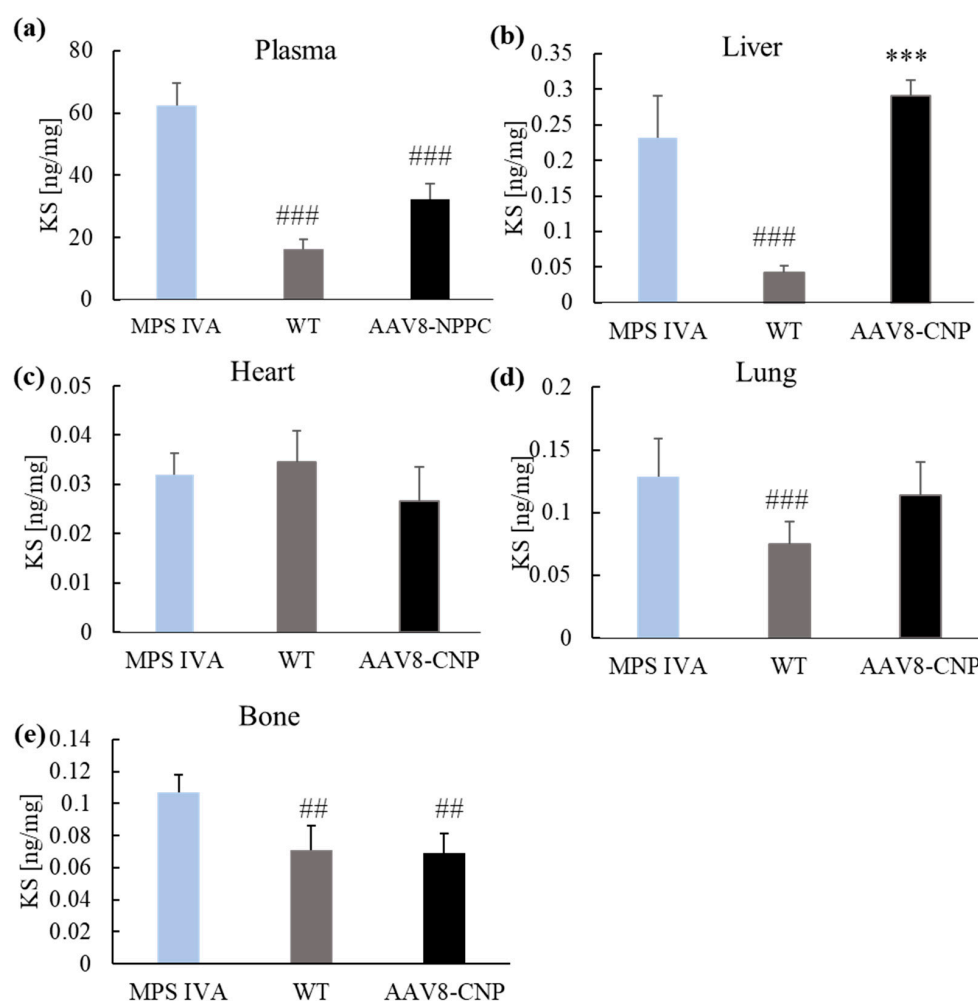 (a)
Plasma
KS [ng/mg]
80
60
40
20
0
###
###
MPS IVA WT AAV8-NPPC
(b)
Liver
KS [ng/mg]
0.35
0.3
0.25
0.2
0.15
0.1
0.05
0
###
***
MPS IVA WT AAV8-CNP
(c)
Heart
KS [ng/mg]
0.05
0.04
0.03
0.02
0.01
0
MPS IVA WT AAV8-CNP
(d)
Lung
KS [ng/mg]
0.2
0.15
0.1
0.05
0
###
MPS IVA WT AAV8-CNP
(e)
Bone
KS [ng/mg]
0.14
0.12
0.1
0.08
0.06
0.04
0.02
0
##
##
MPS IVA WT AAV8-CNP